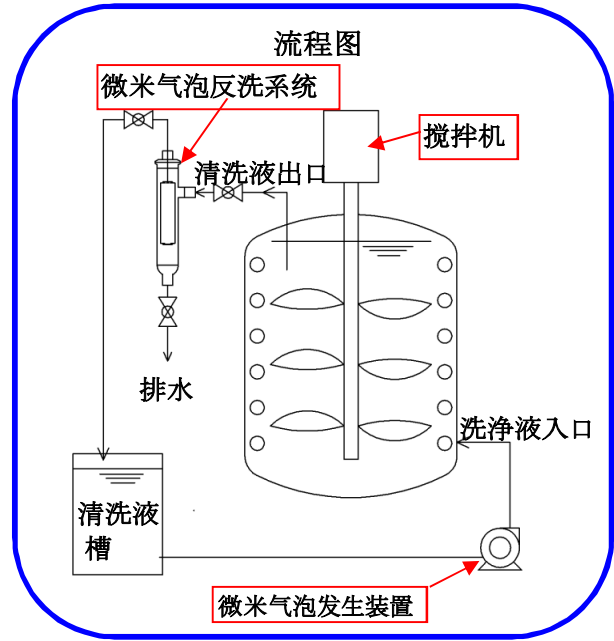 流程图
微米气泡反洗系统
搅拌机
清洗液出口
排水
洗净液入口
清洗液
槽
微米气泡发生装置